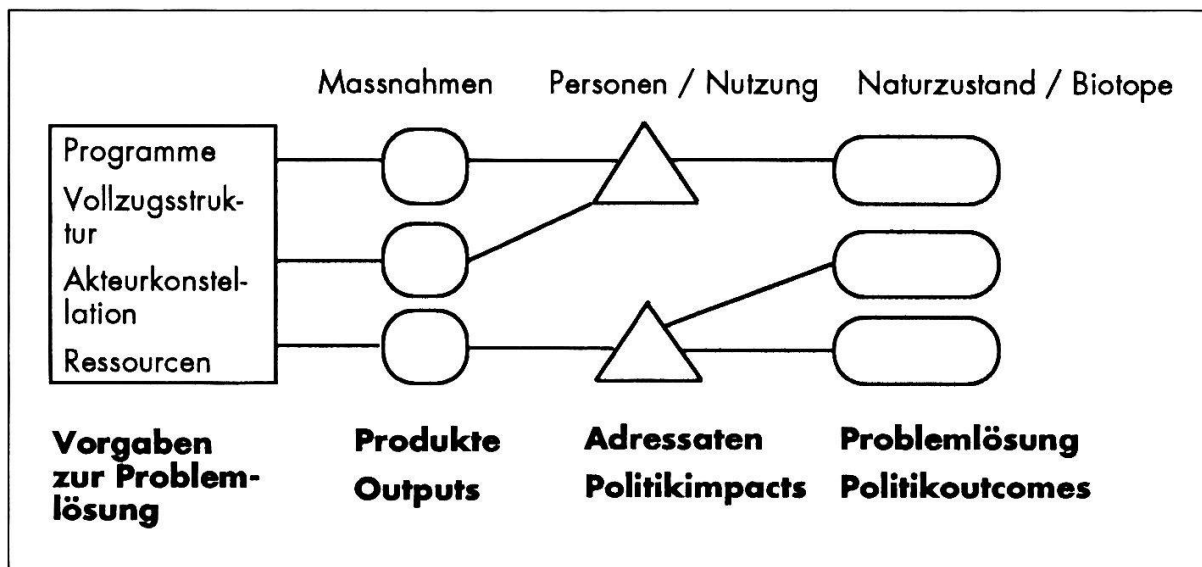 Massnahmen
Personen / Nutzung
Naturzustand / Biotope
Programme
Vollzugsstruk-
tur
Akteurkonstel-
lation
Ressourcen
Vorgaben
zur Problem-
lösung
Produkte
Outputs
Adressaten
Politikimpacts
Problemlösung
Politikoutcomes